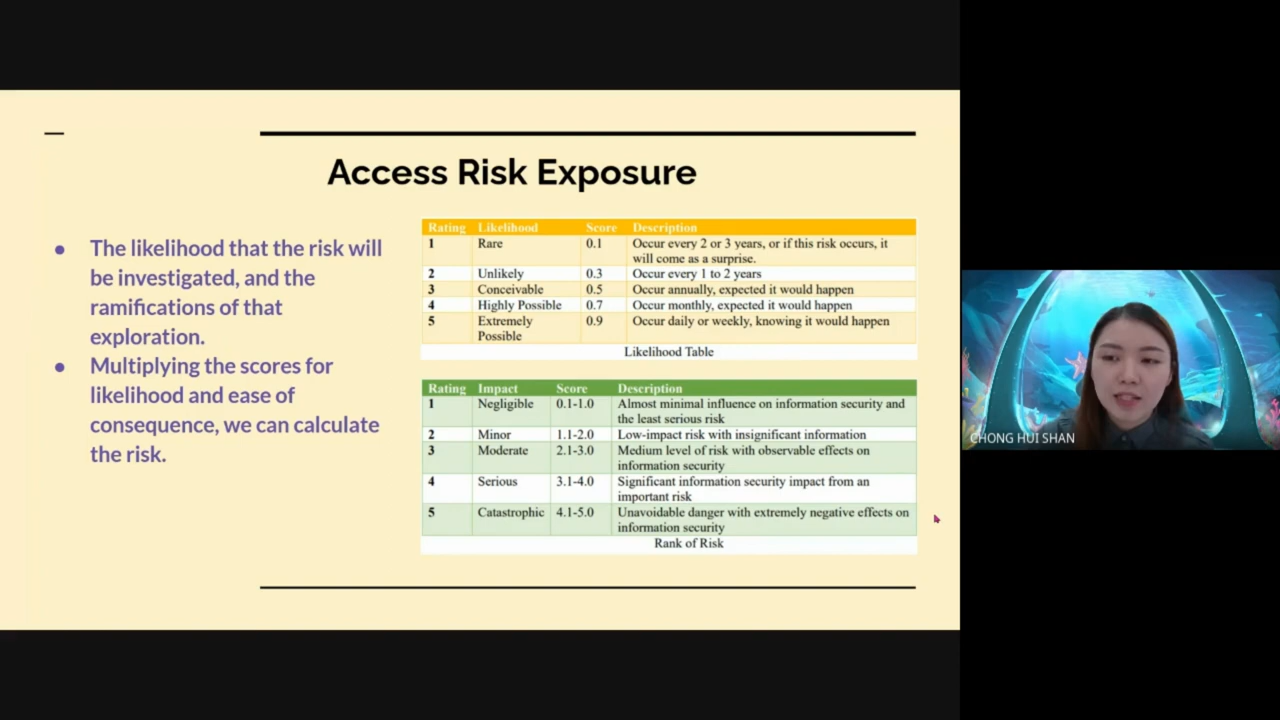 Access Risk Exposure
● The likelihood that the risk will
be investigated, and the
ramifications of that
exploration.
● Multiplying the scores for
likelihood and ease of
consequence, we can calculate
the risk.
Rating Likelihood Score Description
1 Rare 0.1 Occur every 2 or 3 years, or if this risk occurs, it
will come as a surprise.
2 Unlikely 0.3 Occur every 1 to 2 years
3 Conceivable 0.5 Occur annually, expected it would happen
4 Highly Possible 0.7 Occur monthly, expected it would happen
5 Extremely 0.9 Occur daily or weekly, knowing it would happen
Possible
Likelihood Table
Rating Impact Score Description
1 Negligible 0.1-1.0 Almost minimal influence on information security and
the least serious risk
2 Minor 1.1-2.0 Low-impact risk with insignificant information
3 Moderate 2.1-3.0 Medium level of risk with observable effects on
information security
4 Serious 3.1-4.0 Significant information security impact from an
important risk
5 Catastrophic 4.1-5.0 Unavoidable danger with extremely negative effects on
information security
Rank of Risk
CHONG HUI SHAN